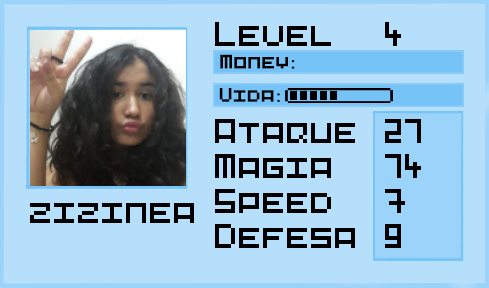 LEVEL 4
MONEY:
VIDA:
ATAQUE 27
MAGIA 74
SPEED 7
DEFESA 9
ZIZINEA